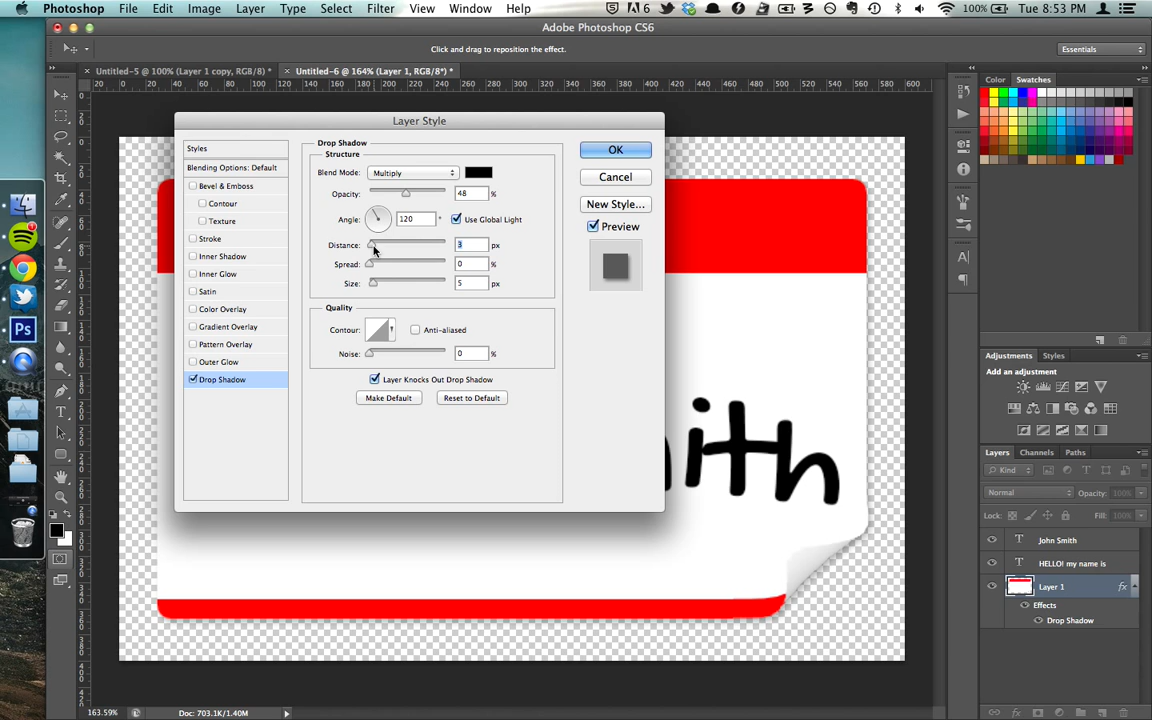 Photoshop File Edit Image Layer Type Select Filter View Window Help 6 100% Tue 8:53 PM
Adobe Photoshop CS6
Click and drag to reposition the effect. Essentials
Untitled-5 @ 100% (Layer 1 copy, RGB/8) * Untitled-6 @ 164% (Layer 1, RGB/8*) *
Color Swatches
Layer Style
Styles
Blending Options: Default
Bevel & Emboss
Contour
Texture
Stroke
Inner Shadow
Inner Glow
Satin
Color Overlay
Gradient Overlay
Pattern Overlay
Outer Glow
Drop Shadow
Drop Shadow
Structure
Blend Mode: Multiply
Opacity: 48 %
Angle: 120 ° Use Global Light
Distance: 3 px
Spread: 0 %
Size: 5 px
Quality
Contour: Anti-aliased
Noise: 0 %
Layer Knocks Out Drop Shadow
Make Default Reset to Default
OK
Cancel
New Style...
Preview
ith
Adjustments Styles
Add an adjustment
Layers Channels Paths
Kind
Normal Opacity: 100%
Lock: Fill: 100%
T John Smith
T HELLO! my name is
Layer 1 fx
Effects
Drop Shadow
163.59% Doc: 703.1K/1.40M